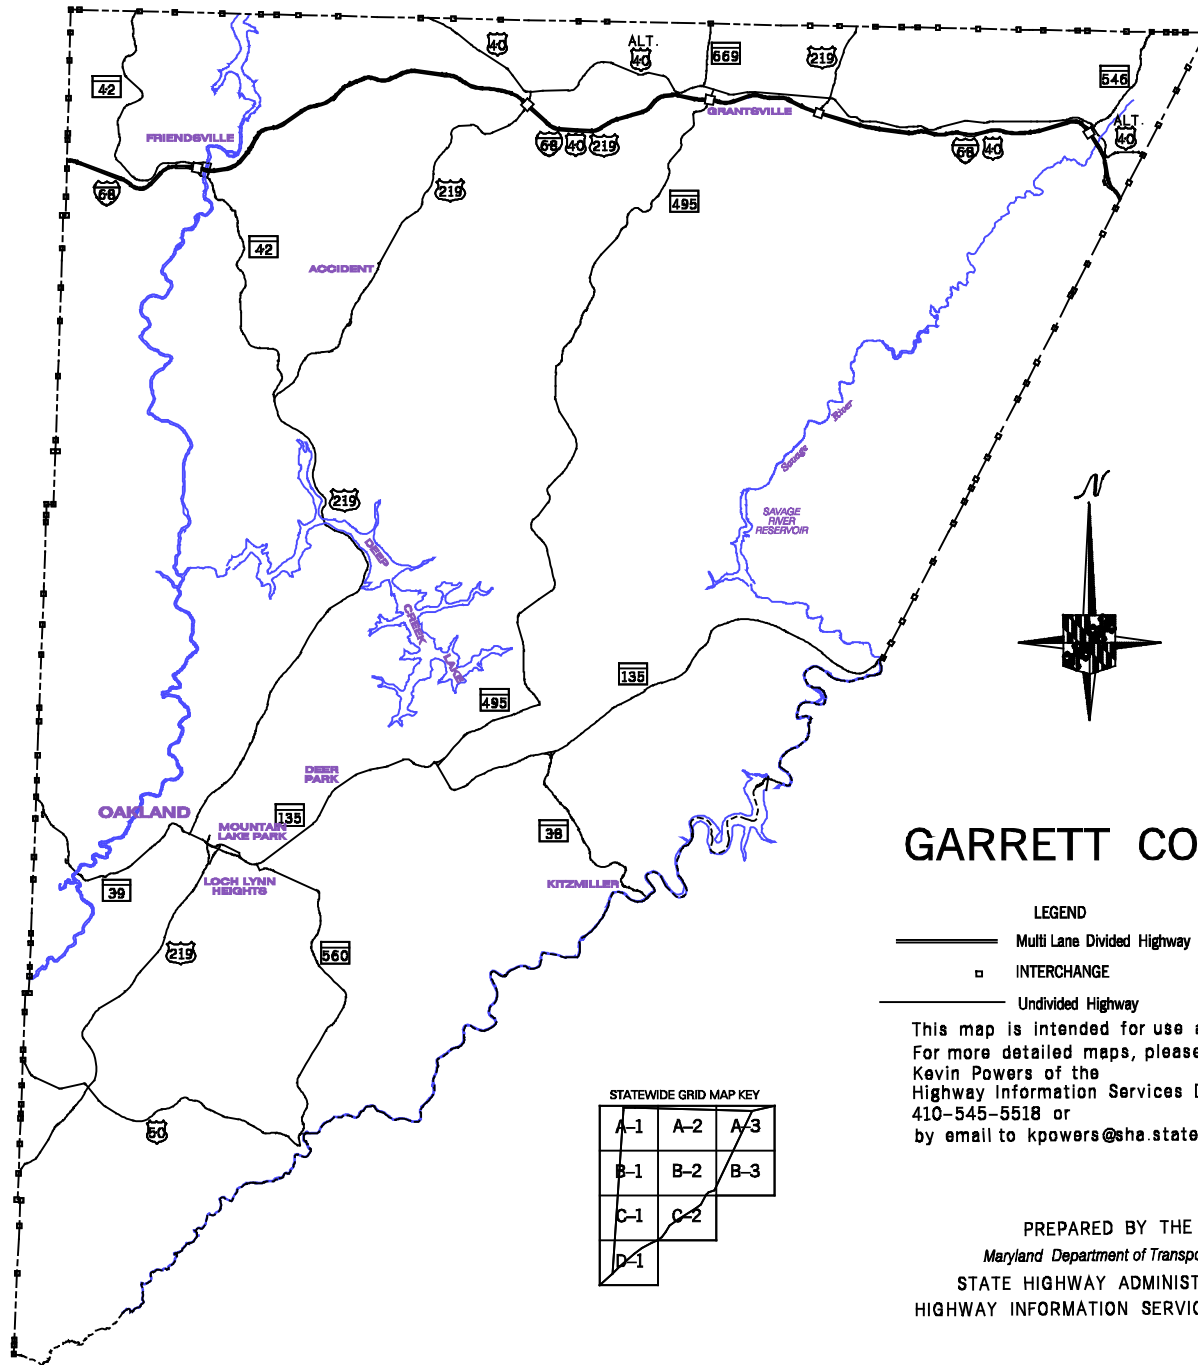 40
ALT.
40
669
219
42
546
ALT.
40
GRANTSVILLE
FRIENDSVILLE
68
40
219
68
40
68
219
495
42
ACCIDENT
Savage River
219
SAVAGE
RIVER
RESERVOIR
DEEP
CREEK
LAKE
495
135
DEER
PARK
OAKLAND
135
MOUNTAIN
LAKE PARK
38
39
LOCH LYNN
HEIGHTS
KITZMILLER
219
560
50
N
GARRETT CO
LEGEND
Multi Lane Divided Highway
INTERCHANGE
Undivided Highway
This map is intended for use
For more detailed maps, please
Kevin Powers of the
Highway Information Services
410-545-5518 or
by email to kpowers@sha.state
STATEWIDE GRID MAP KEY
A-1 A-2 A-3
B-1 B-2 B-3
C-1 C-2
D-1
PREPARED BY THE
Maryland Department of Transpo
STATE HIGHWAY ADMINIST
HIGHWAY INFORMATION SERVIC